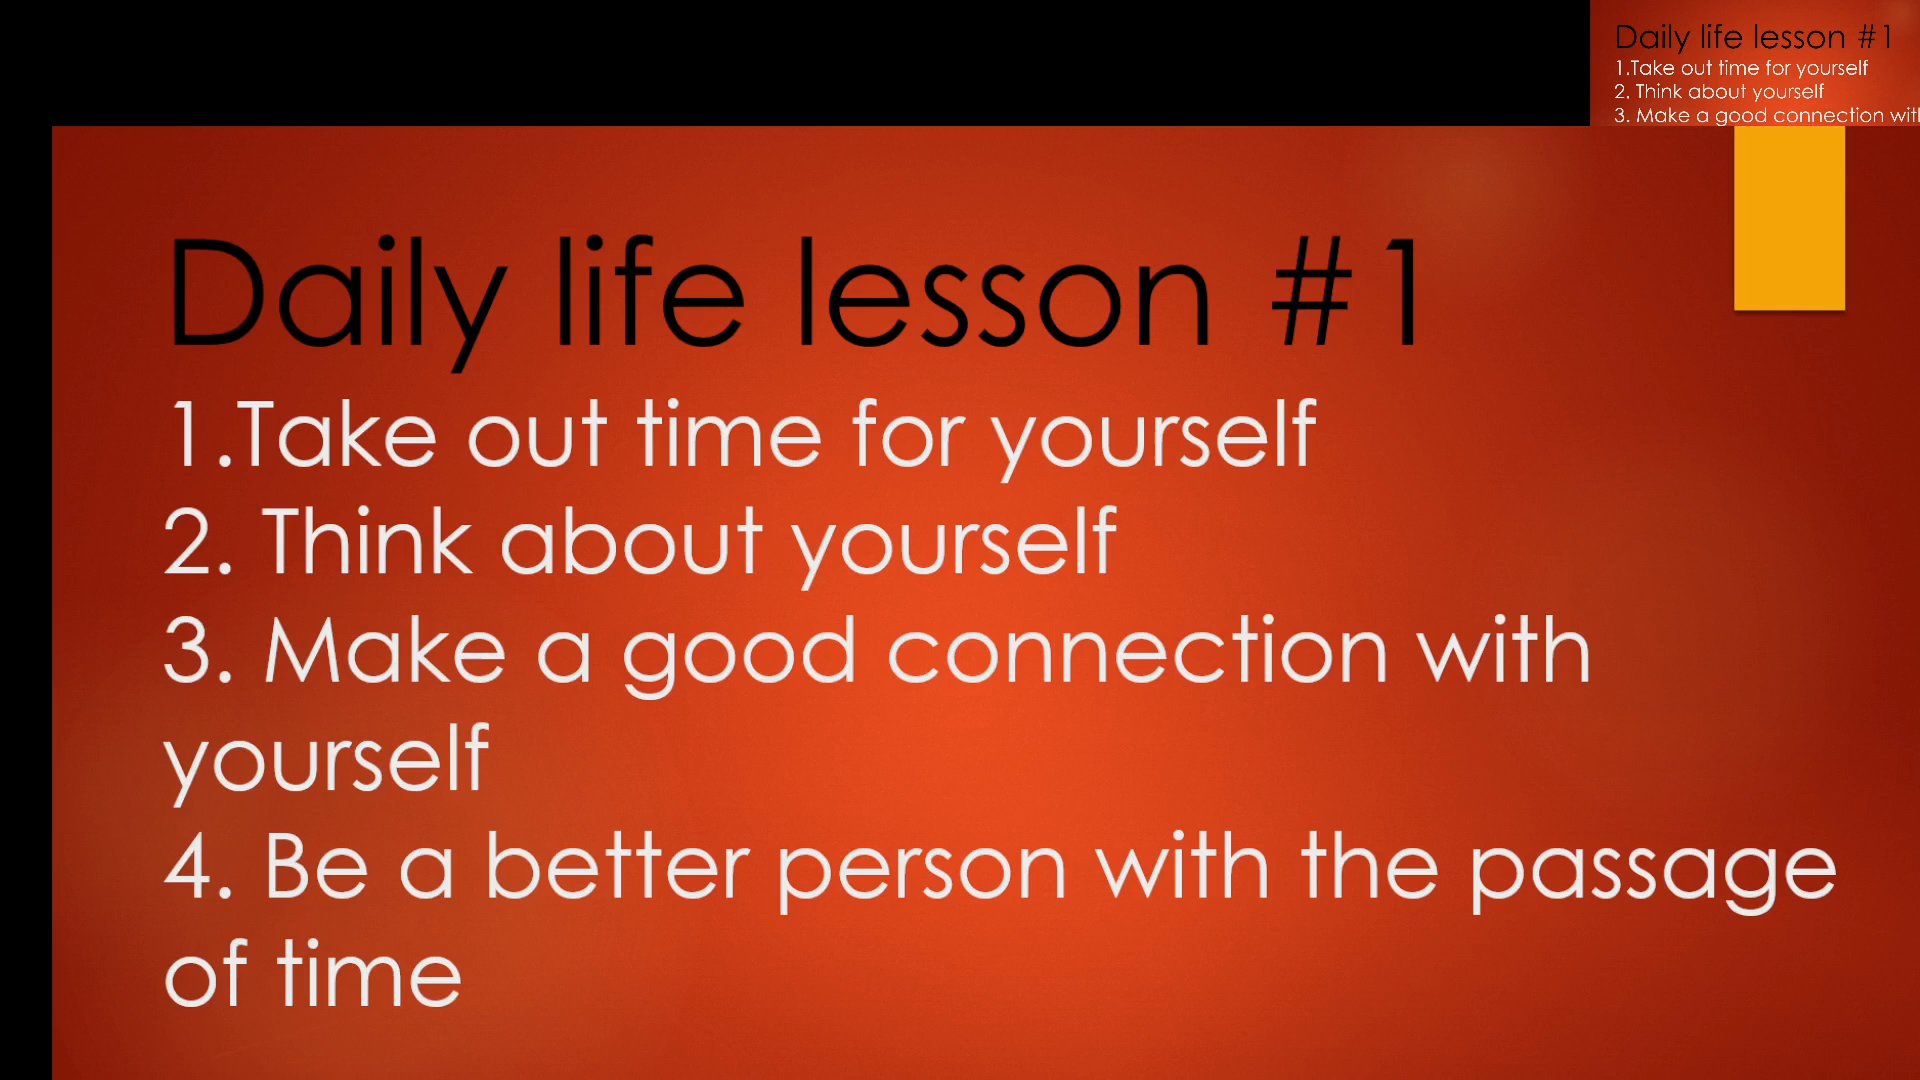 Daily life lesson #1
1.Take out time for yourself
2. Think about yourself
3. Make a good connection with
Daily life lesson #1
1.Take out time for yourself
2. Think about yourself
3. Make a good connection with
yourself
4. Be a better person with the passage
of time